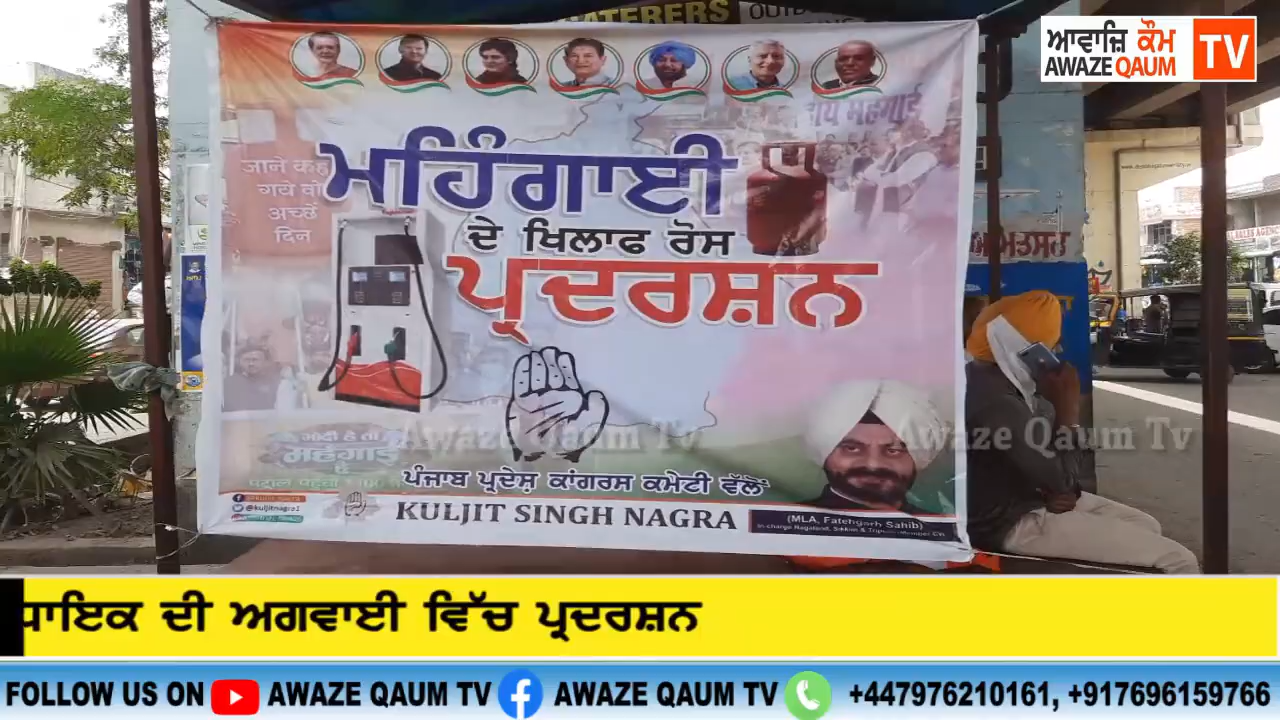 CATERERS
ਆਵਾਜ਼ਿ ਕੌਮ
AWAZE QAUM
TV
ਮਹਿੰਗਾਈ
ਦੇ ਖਿਲਾਫ ਰੋਸ
ਪ੍ਰਦਰਸ਼ਨ
जाने कहां
गये वो
अच्छें
दिन
Awaze Qaum Tv
Awaze Qaum Tv
ਪੰਜਾਬ ਪ੍ਰਦੇਸ਼ ਕਾਂਗਰਸ ਕਮੇਟੀ ਵੱਲੋਂ
@kuljitnagra1
KULJIT SINGH NAGRA
(MLA, Fatehgarh Sahib)
ਧਾਇਕ ਦੀ ਅਗਵਾਈ ਵਿੱਚ ਪ੍ਰਦਰਸ਼ਨ
FOLLOW US ON AWAZE QAUM TV AWAZE QAUM TV +447976210161, +917696159766